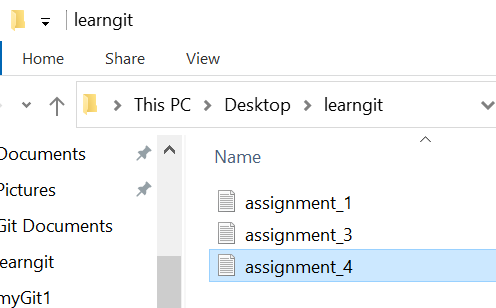 learngit
Home Share View
This PC Desktop learngit
Documents
Pictures
Git Documents
learngit
myGit1
Name
assignment_1
assignment_3
assignment_4